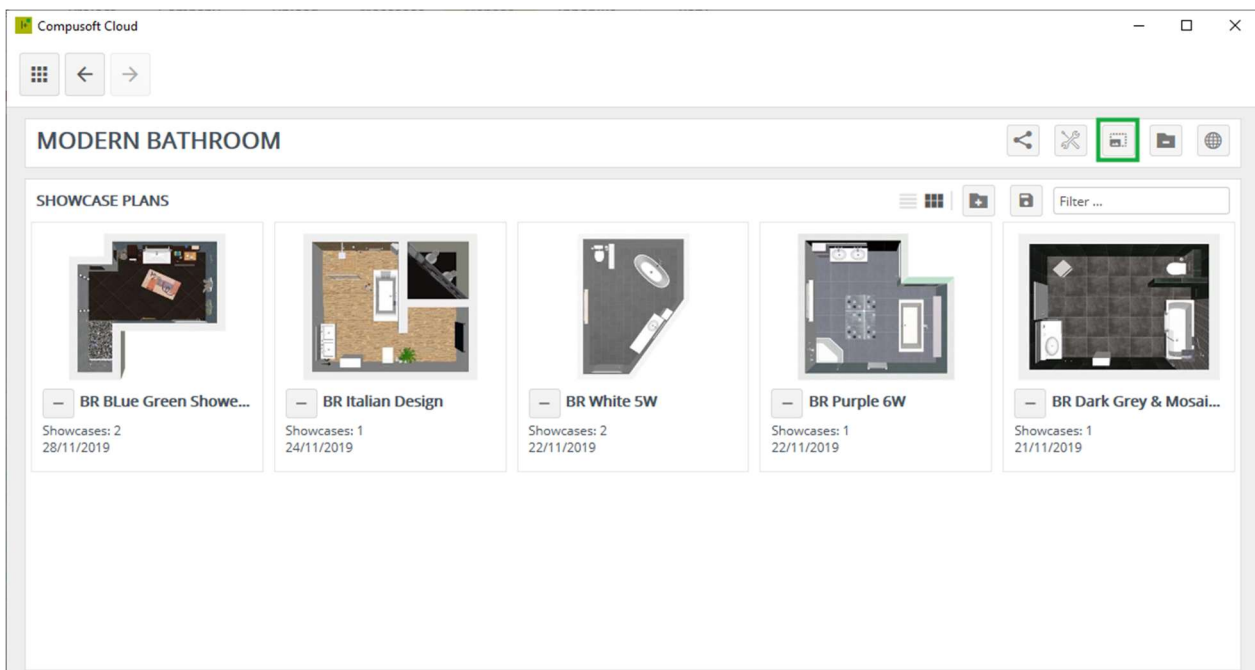 Compusoft Cloud
MODERN BATHROOM
SHOWCASE PLANS
Filter ...
BR BLue Green Showe...
Showcases: 2
28/11/2019
BR Italian Design
Showcases: 1
24/11/2019
BR White 5W
Showcases: 2
22/11/2019
BR Purple 6W
Showcases: 1
22/11/2019
BR Dark Grey & Mosai...
Showcases: 1
21/11/2019